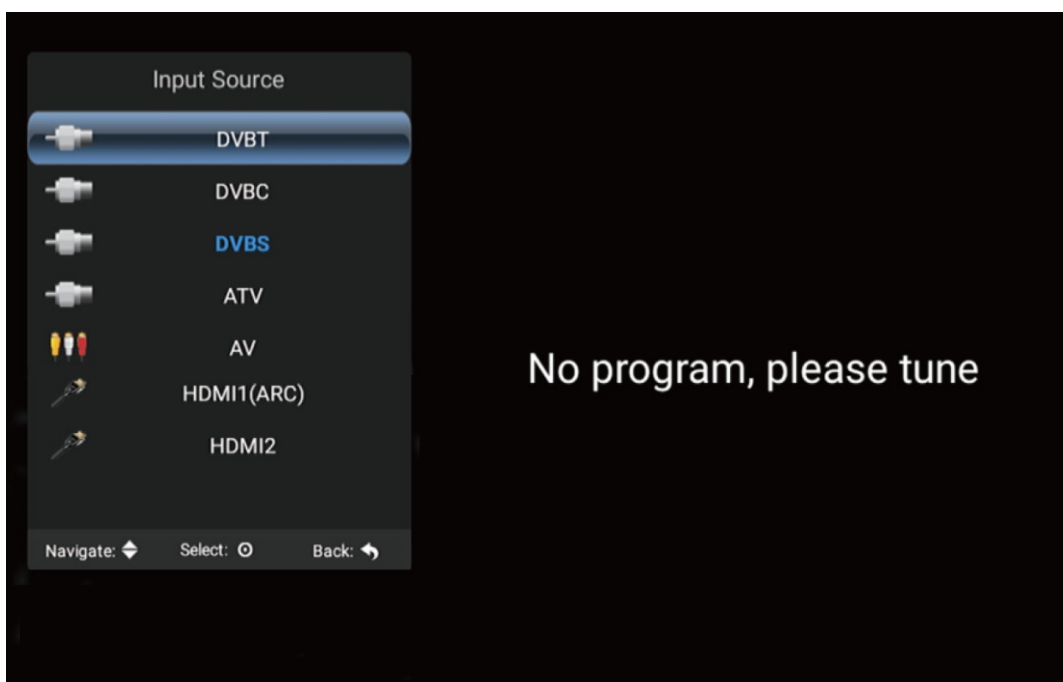 Input Source
DVBT
DVBC
DVBS
ATV
AV
HDMI1(ARC)
HDMI2
No program, please tune
Navigate: Select: Back: